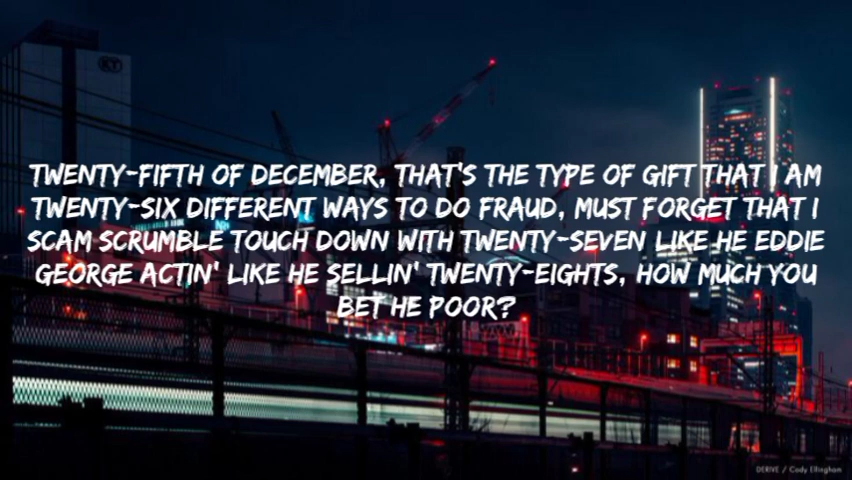 KT
TWENTY-FIFTH OF DECEMBER, THAT'S THE TYPE OF GIFT THAT I AM
TWENTY-SIX DIFFERENT WAYS TO DO FRAUD, MUST FORGET THAT I
SCAM SCRUMBLE TOUCH DOWN WITH TWENTY-SEVEN LIKE HE EDDIE
GEORGE ACTIN' LIKE HE SELLIN' TWENTY-EIGHTS, HOW MUCH YOU
BET HE POOR?
DERIVE / Cody Ellingham